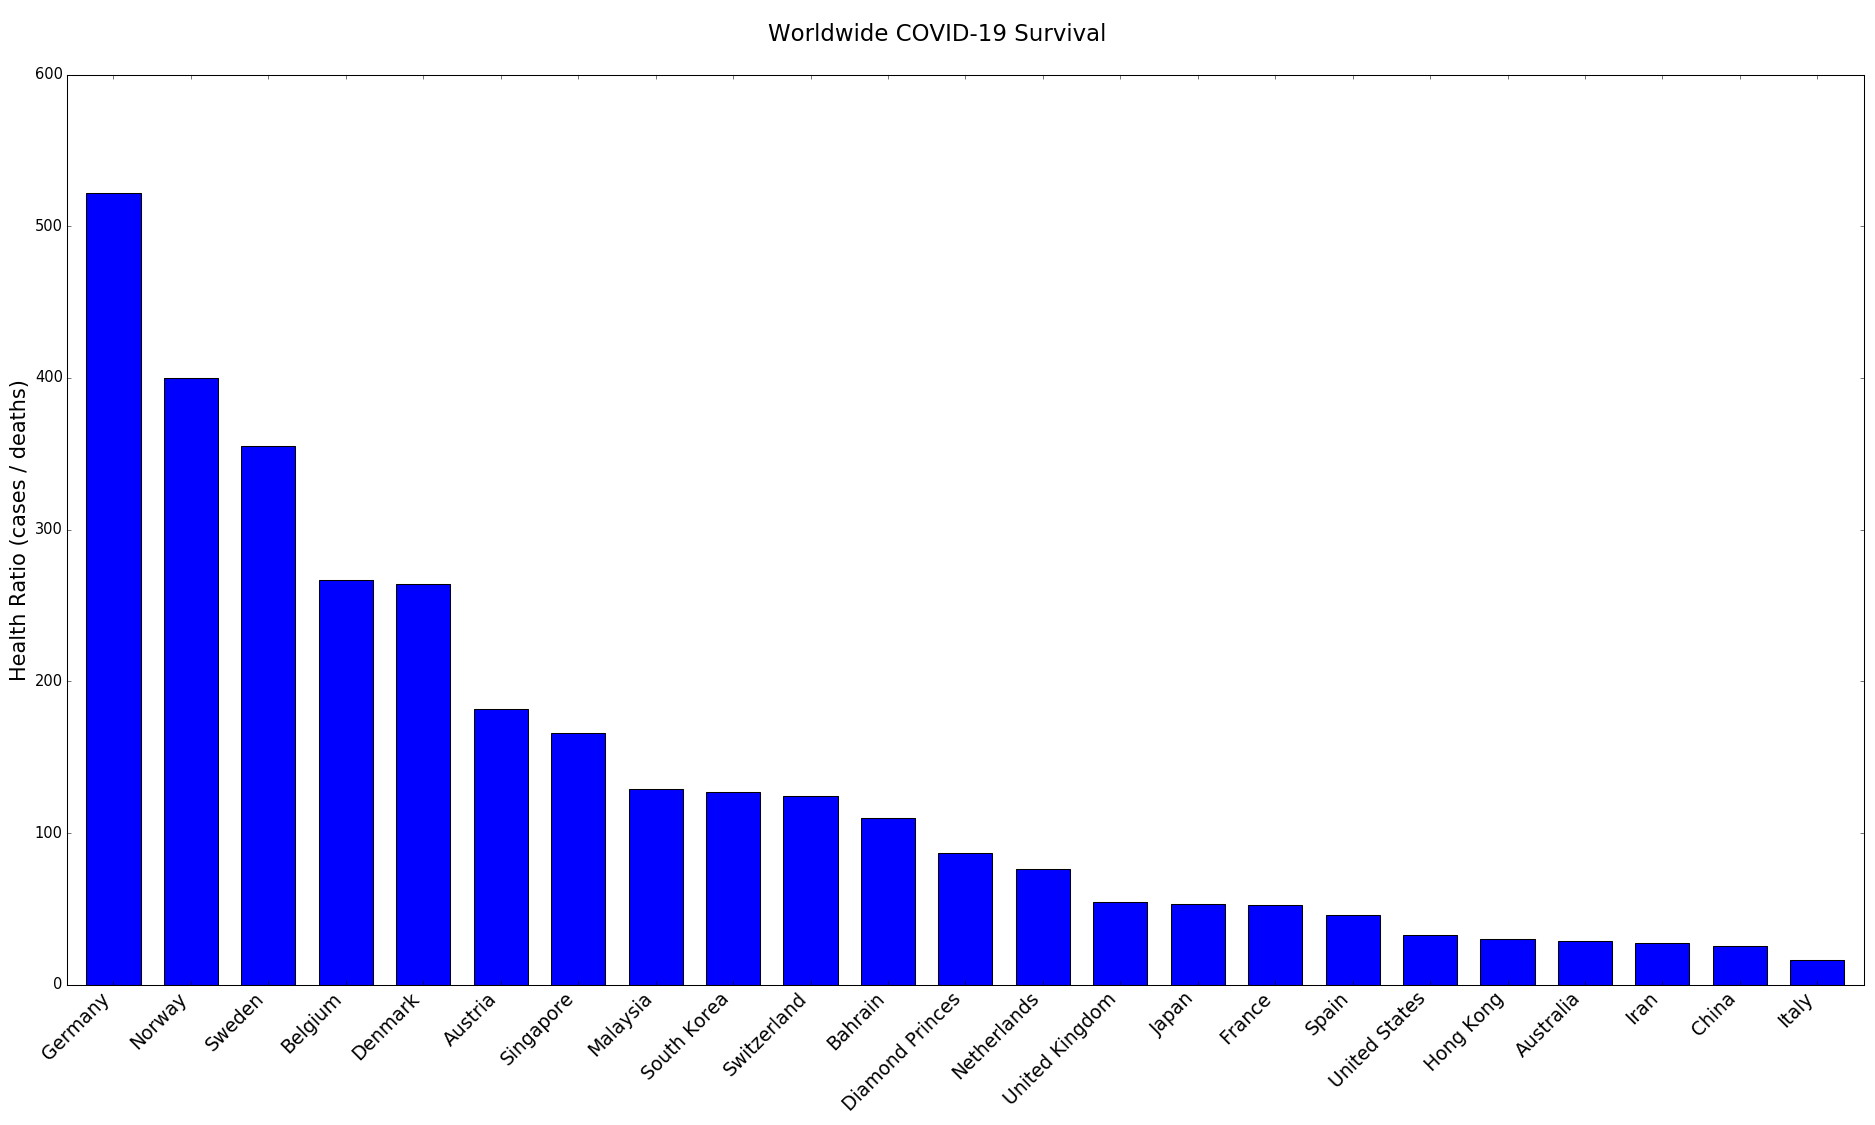 Worldwide COVID-19 Survival
Health Ratio (cases / deaths)
600
500
400
300
200
100
0
Germany
Norway
Sweden
Belgium
Denmark
Austria
Singapore
Malaysia
South Korea
Switzerland
Bahrain
Diamond Princes
Netherlands
United Kingdom
Japan
France
Spain
United States
Hong Kong
Australia
Iran
China
Italy